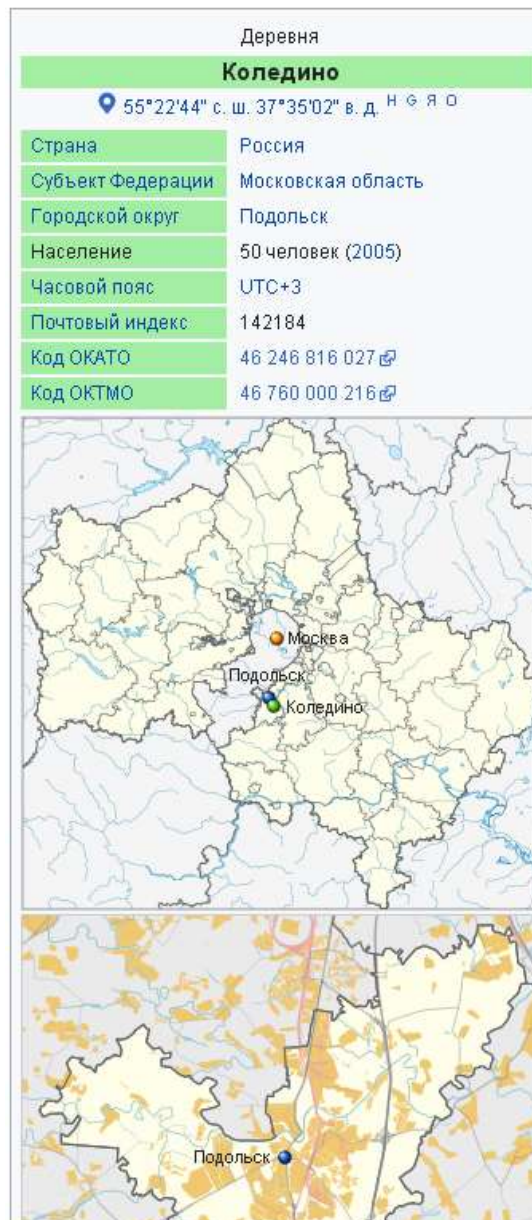 Деревня
Коледино
55°22′44″ с. ш. 37°35′02″ в. д. H G Я O
Страна Россия
Субъект Федерации Московская область
Городской округ Подольск
Население 50 человек (2005)
Часовой пояс UTC+3
Почтовый индекс 142184
Код ОКАТО 46 246 816 027
Код ОКТМО 46 760 000 216
Москва
Подольск
Коледино
Подольск